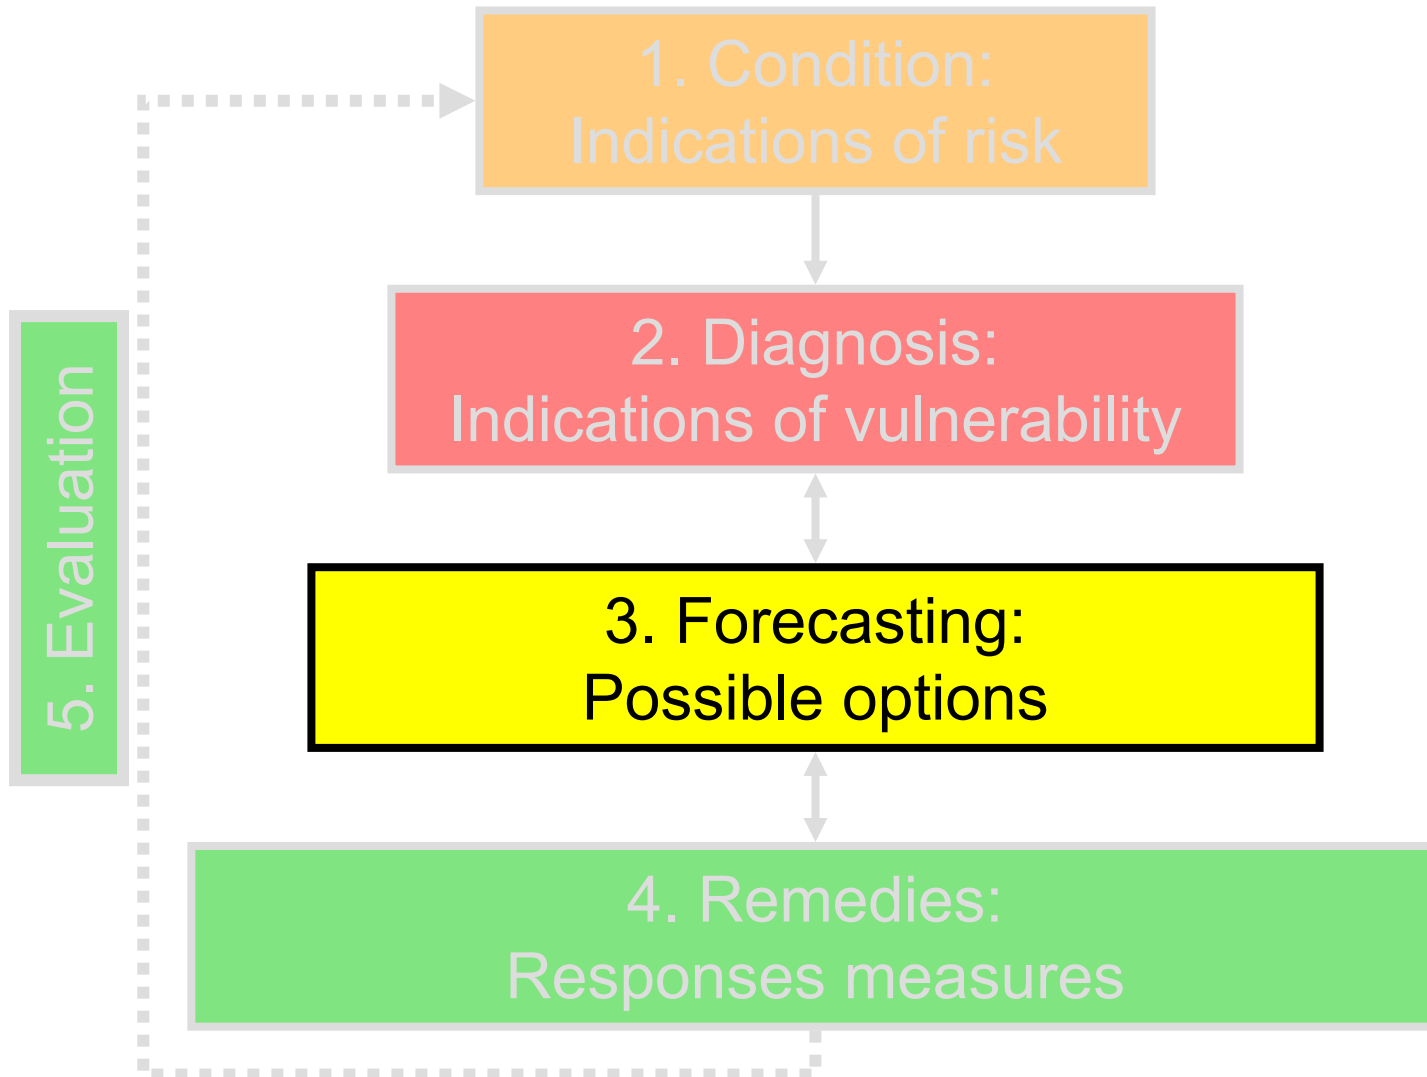 1. Condition:
Indications of risk
2. Diagnosis:
Indications of vulnerability
5. Evaluation
3. Forecasting:
Possible options
4. Remedies:
Responses measures